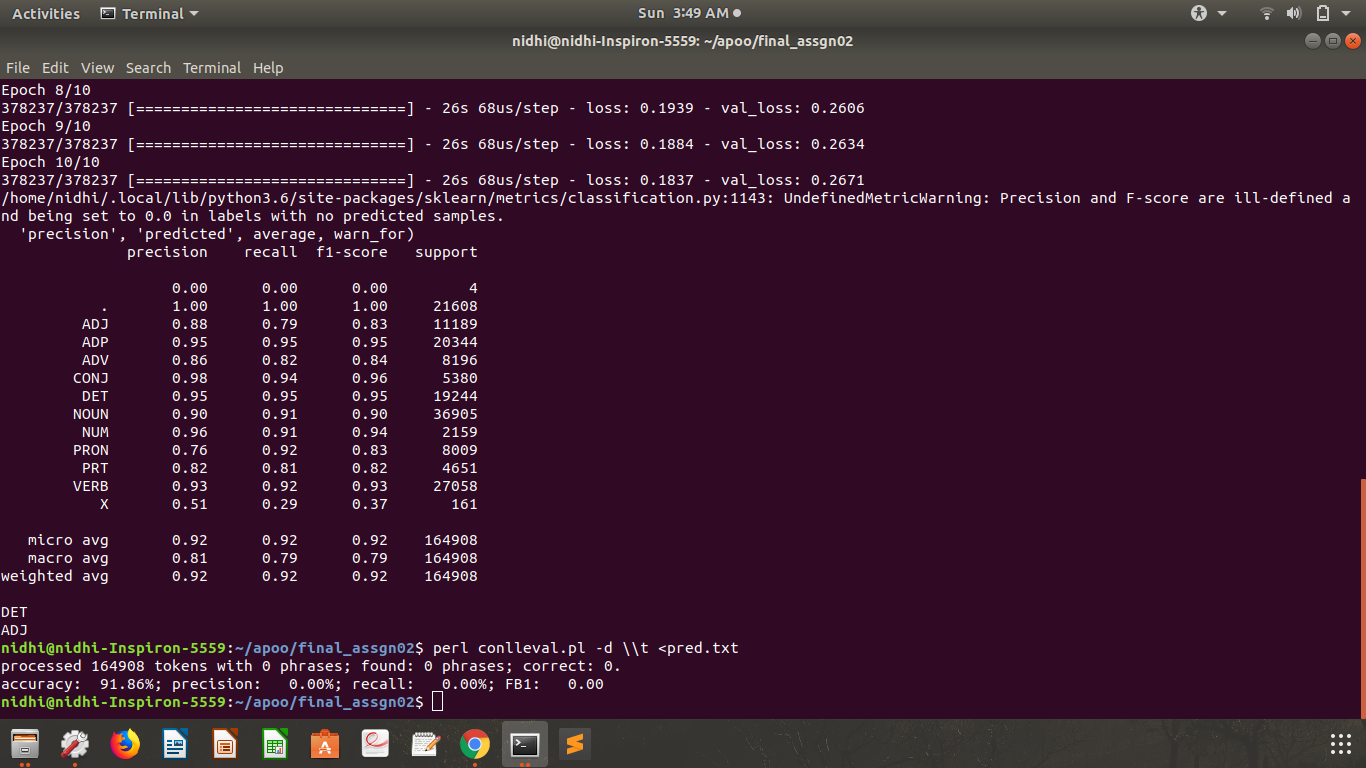 Activities Terminal Sun 3:49 AM
nidhi@nidhi-Inspiron-5559: ~/apoo/final_assgn02
File Edit View Search Terminal Help
Epoch 8/10
378237/378237 [==============================] - 26s 68us/step - loss: 0.1939 - val_loss: 0.2606
Epoch 9/10
378237/378237 [==============================] - 26s 68us/step - loss: 0.1884 - val_loss: 0.2634
Epoch 10/10
378237/378237 [==============================] - 26s 68us/step - loss: 0.1837 - val_loss: 0.2671
/home/nidhi/.local/lib/python3.6/site-packages/sklearn/metrics/classification.py:1143: UndefinedMetricWarning: Precision and F-score are ill-defined a
nd being set to 0.0 in labels with no predicted samples.
  'precision', 'predicted', average, warn_for)
              precision    recall  f1-score   support

                   0.00      0.00      0.00         4
           .       1.00      1.00      1.00     21608
         ADJ       0.88      0.79      0.83     11189
         ADP       0.95      0.95      0.95     20344
         ADV       0.86      0.82      0.84      8196
        CONJ       0.98      0.94      0.96      5380
         DET       0.95      0.95      0.95     19244
        NOUN       0.90      0.91      0.90     36905
         NUM       0.96      0.91      0.94      2159
        PRON       0.76      0.92      0.83      8009
         PRT       0.82      0.81      0.82      4651
        VERB       0.93      0.92      0.93     27058
           X       0.51      0.29      0.37       161

   micro avg       0.92      0.92      0.92    164908
   macro avg       0.81      0.79      0.79    164908
weighted avg       0.92      0.92      0.92    164908

DET
ADJ
nidhi@nidhi-Inspiron-5559:~/apoo/final_assgn02$ perl conlleval.pl -d \\t <pred.txt
processed 164908 tokens with 0 phrases; found: 0 phrases; correct: 0.
accuracy:  91.86%; precision:   0.00%; recall:   0.00%; FB1:   0.00
nidhi@nidhi-Inspiron-5559:~/apoo/final_assgn02$